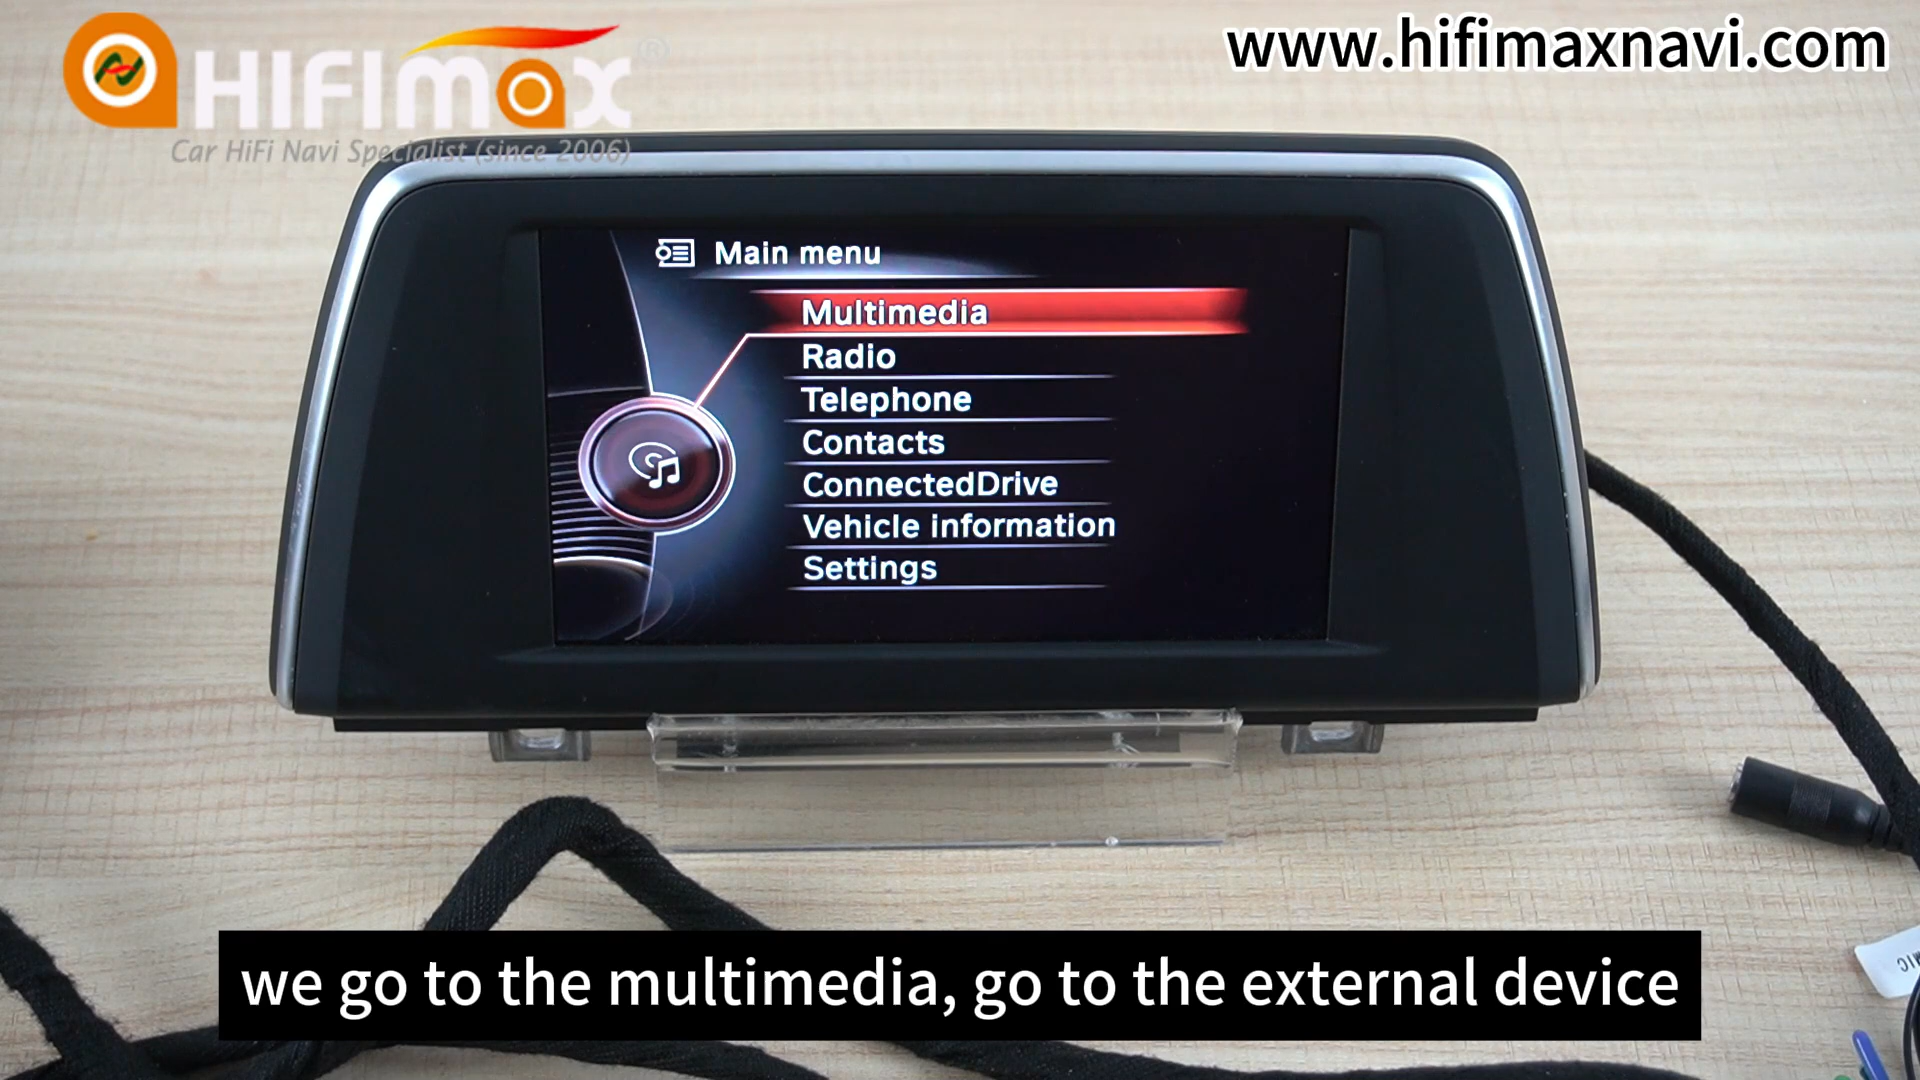 HIFIMAX ®
www.hifimaxnavi.com
Car HiFi Navi Specialist (since 2006)
Main menu
Multimedia
Radio
Telephone
Contacts
ConnectedDrive
Vehicle information
Settings
MIC
we go to the multimedia, go to the external device